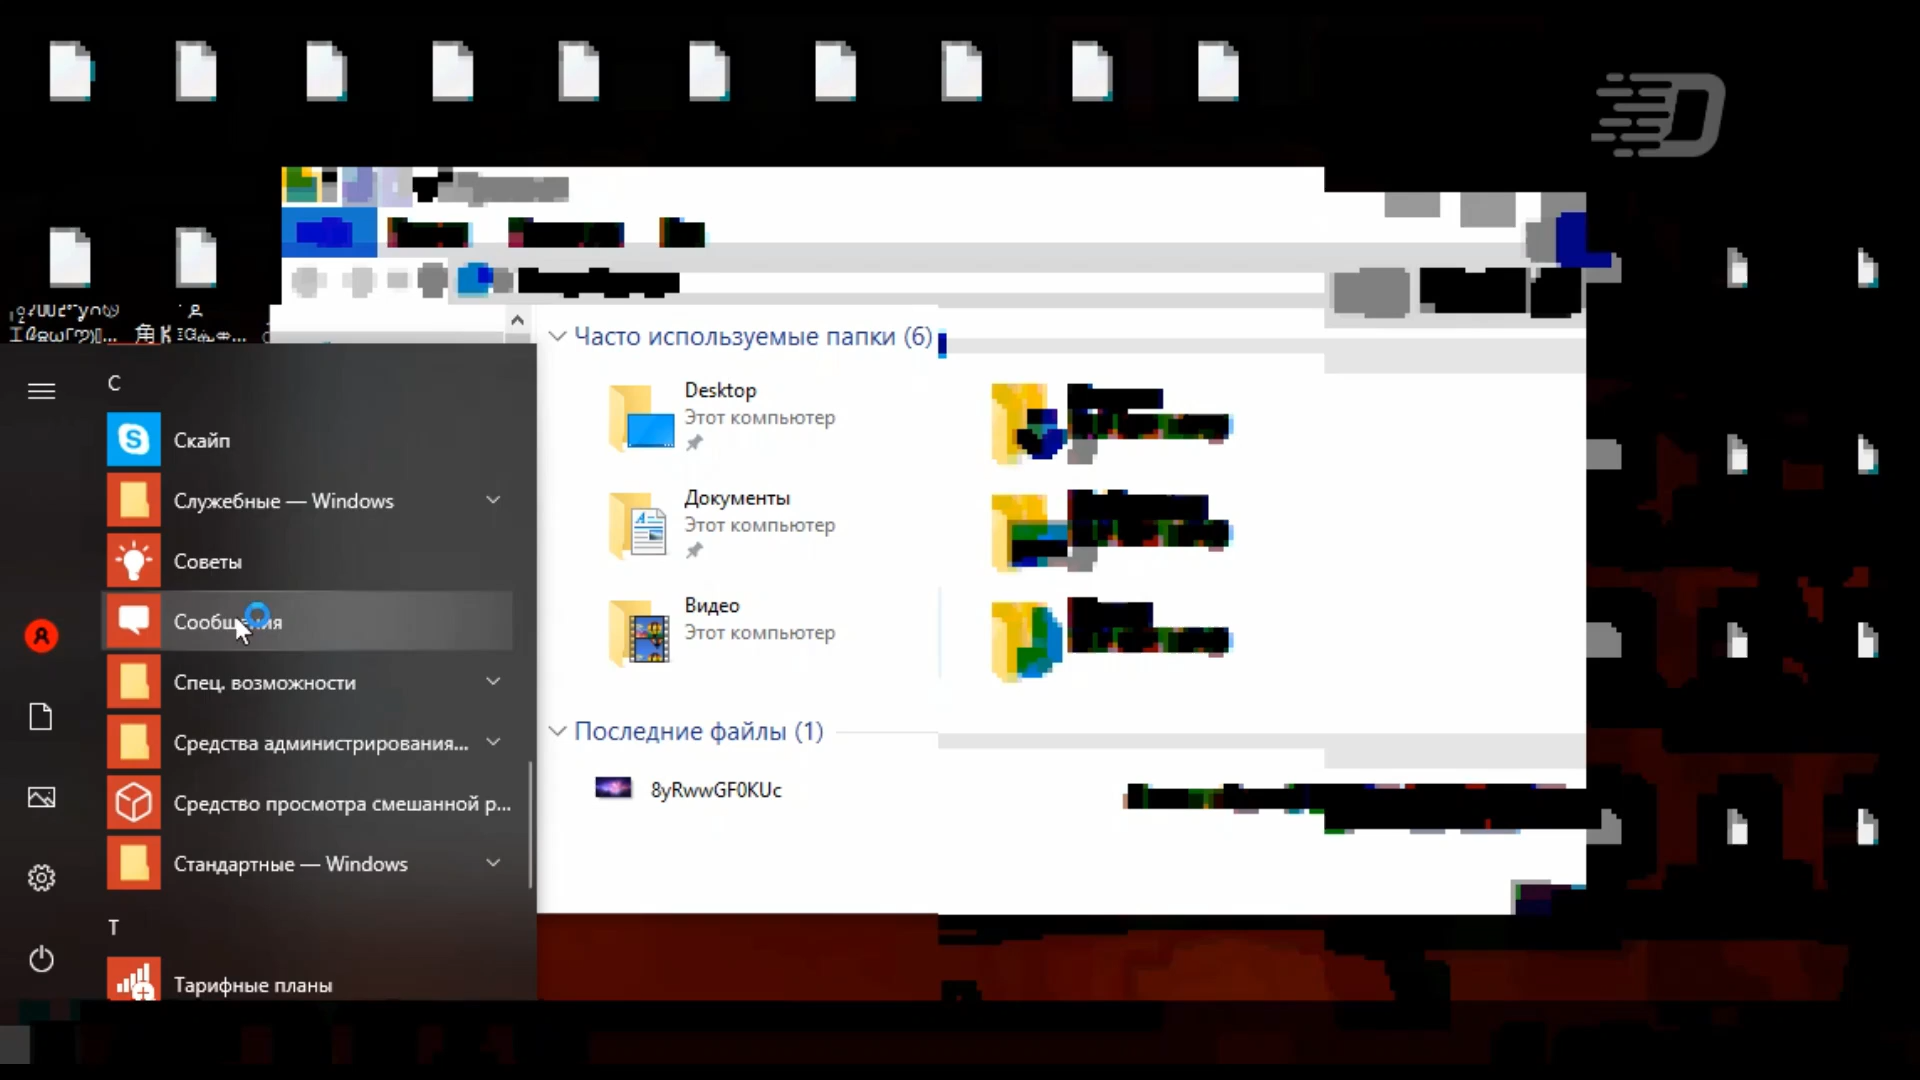 Часто используемые папки (6)
Desktop
Этот компьютер
Документы
Этот компьютер
Видео
Этот компьютер
Последние файлы (1)
8yRwwGF0KUc
С
Скайп
Служебные — Windows
Советы
Сообщения
Спец. возможности
Средства администрирования...
Средство просмотра смешанной р...
Стандартные — Windows
Т
Тарифные планы